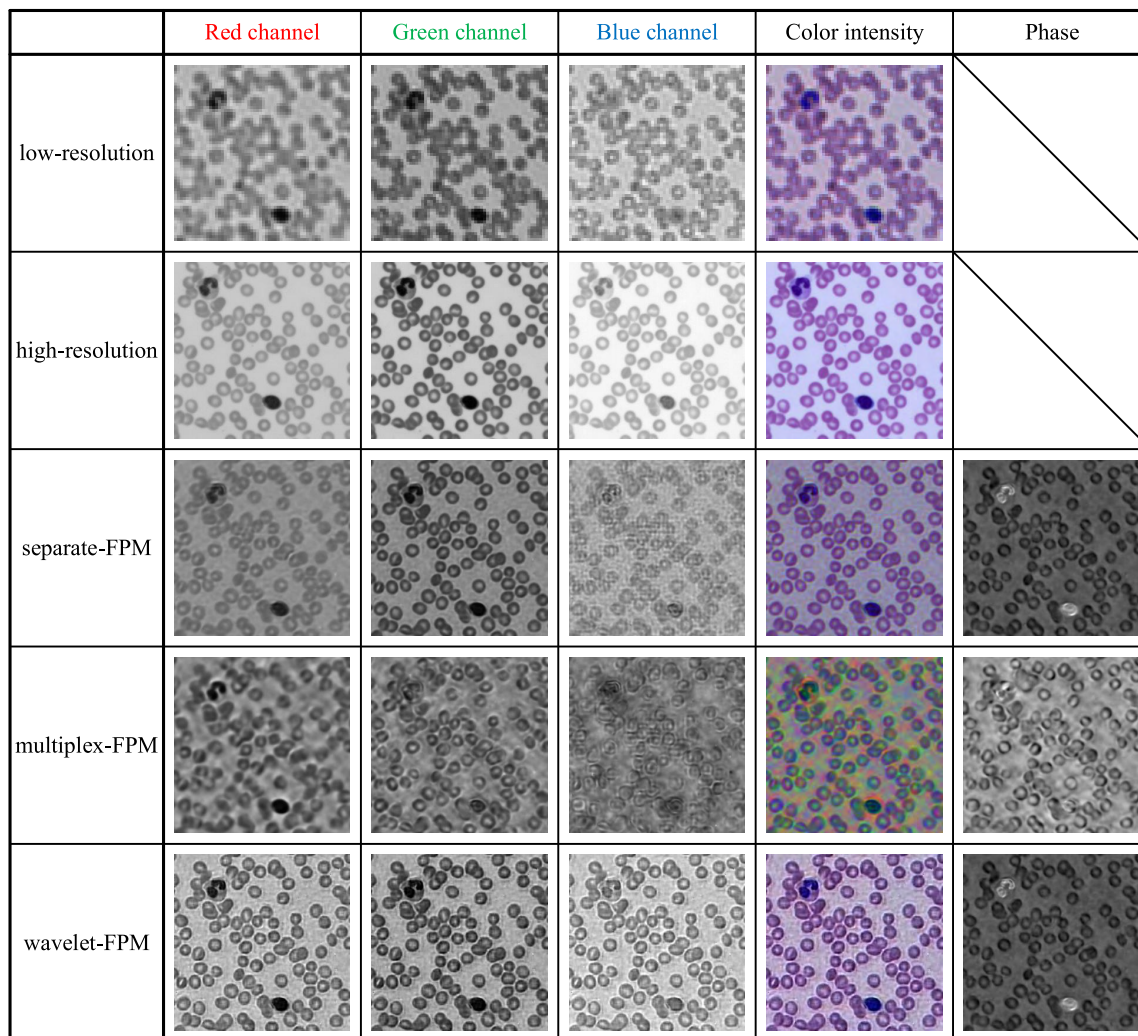 Red channel Green channel Blue channel Color intensity Phase
low-resolution
high-resolution
separate-FPM
multiplex-FPM
wavelet-FPM